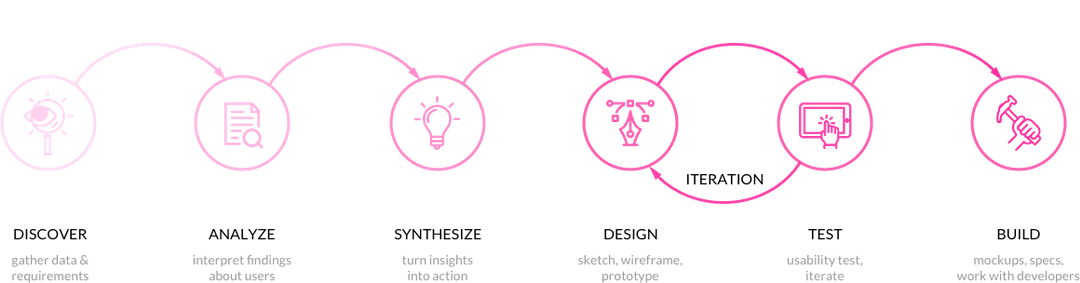 ITERATION
DISCOVER
gather data &
requirements
ANALYZE
interpret findings
about users
SYNTHESIZE
turn insights
into action
DESIGN
sketch, wireframe,
prototype
TEST
usability test,
iterate
BUILD
mockups, specs,
work with developers